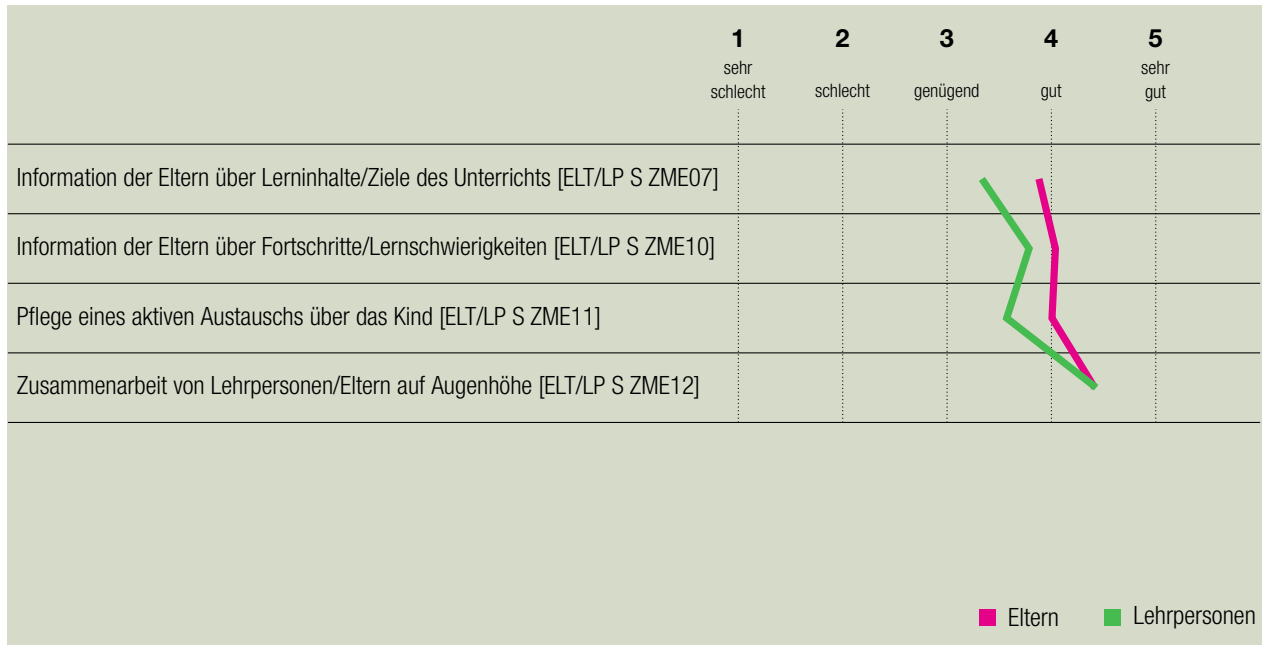 1 2 3 4 5
sehr schlecht schlecht genügend gut sehr gut
Information der Eltern über Lerninhalte/Ziele des Unterrichts [ELT/LP S ZME07]
Information der Eltern über Fortschritte/Lernschwierigkeiten [ELT/LP S ZME10]
Pflege eines aktiven Austauschs über das Kind [ELT/LP S ZME11]
Zusammenarbeit von Lehrpersonen/Eltern auf Augenhöhe [ELT/LP S ZME12]
Eltern Lehrpersonen